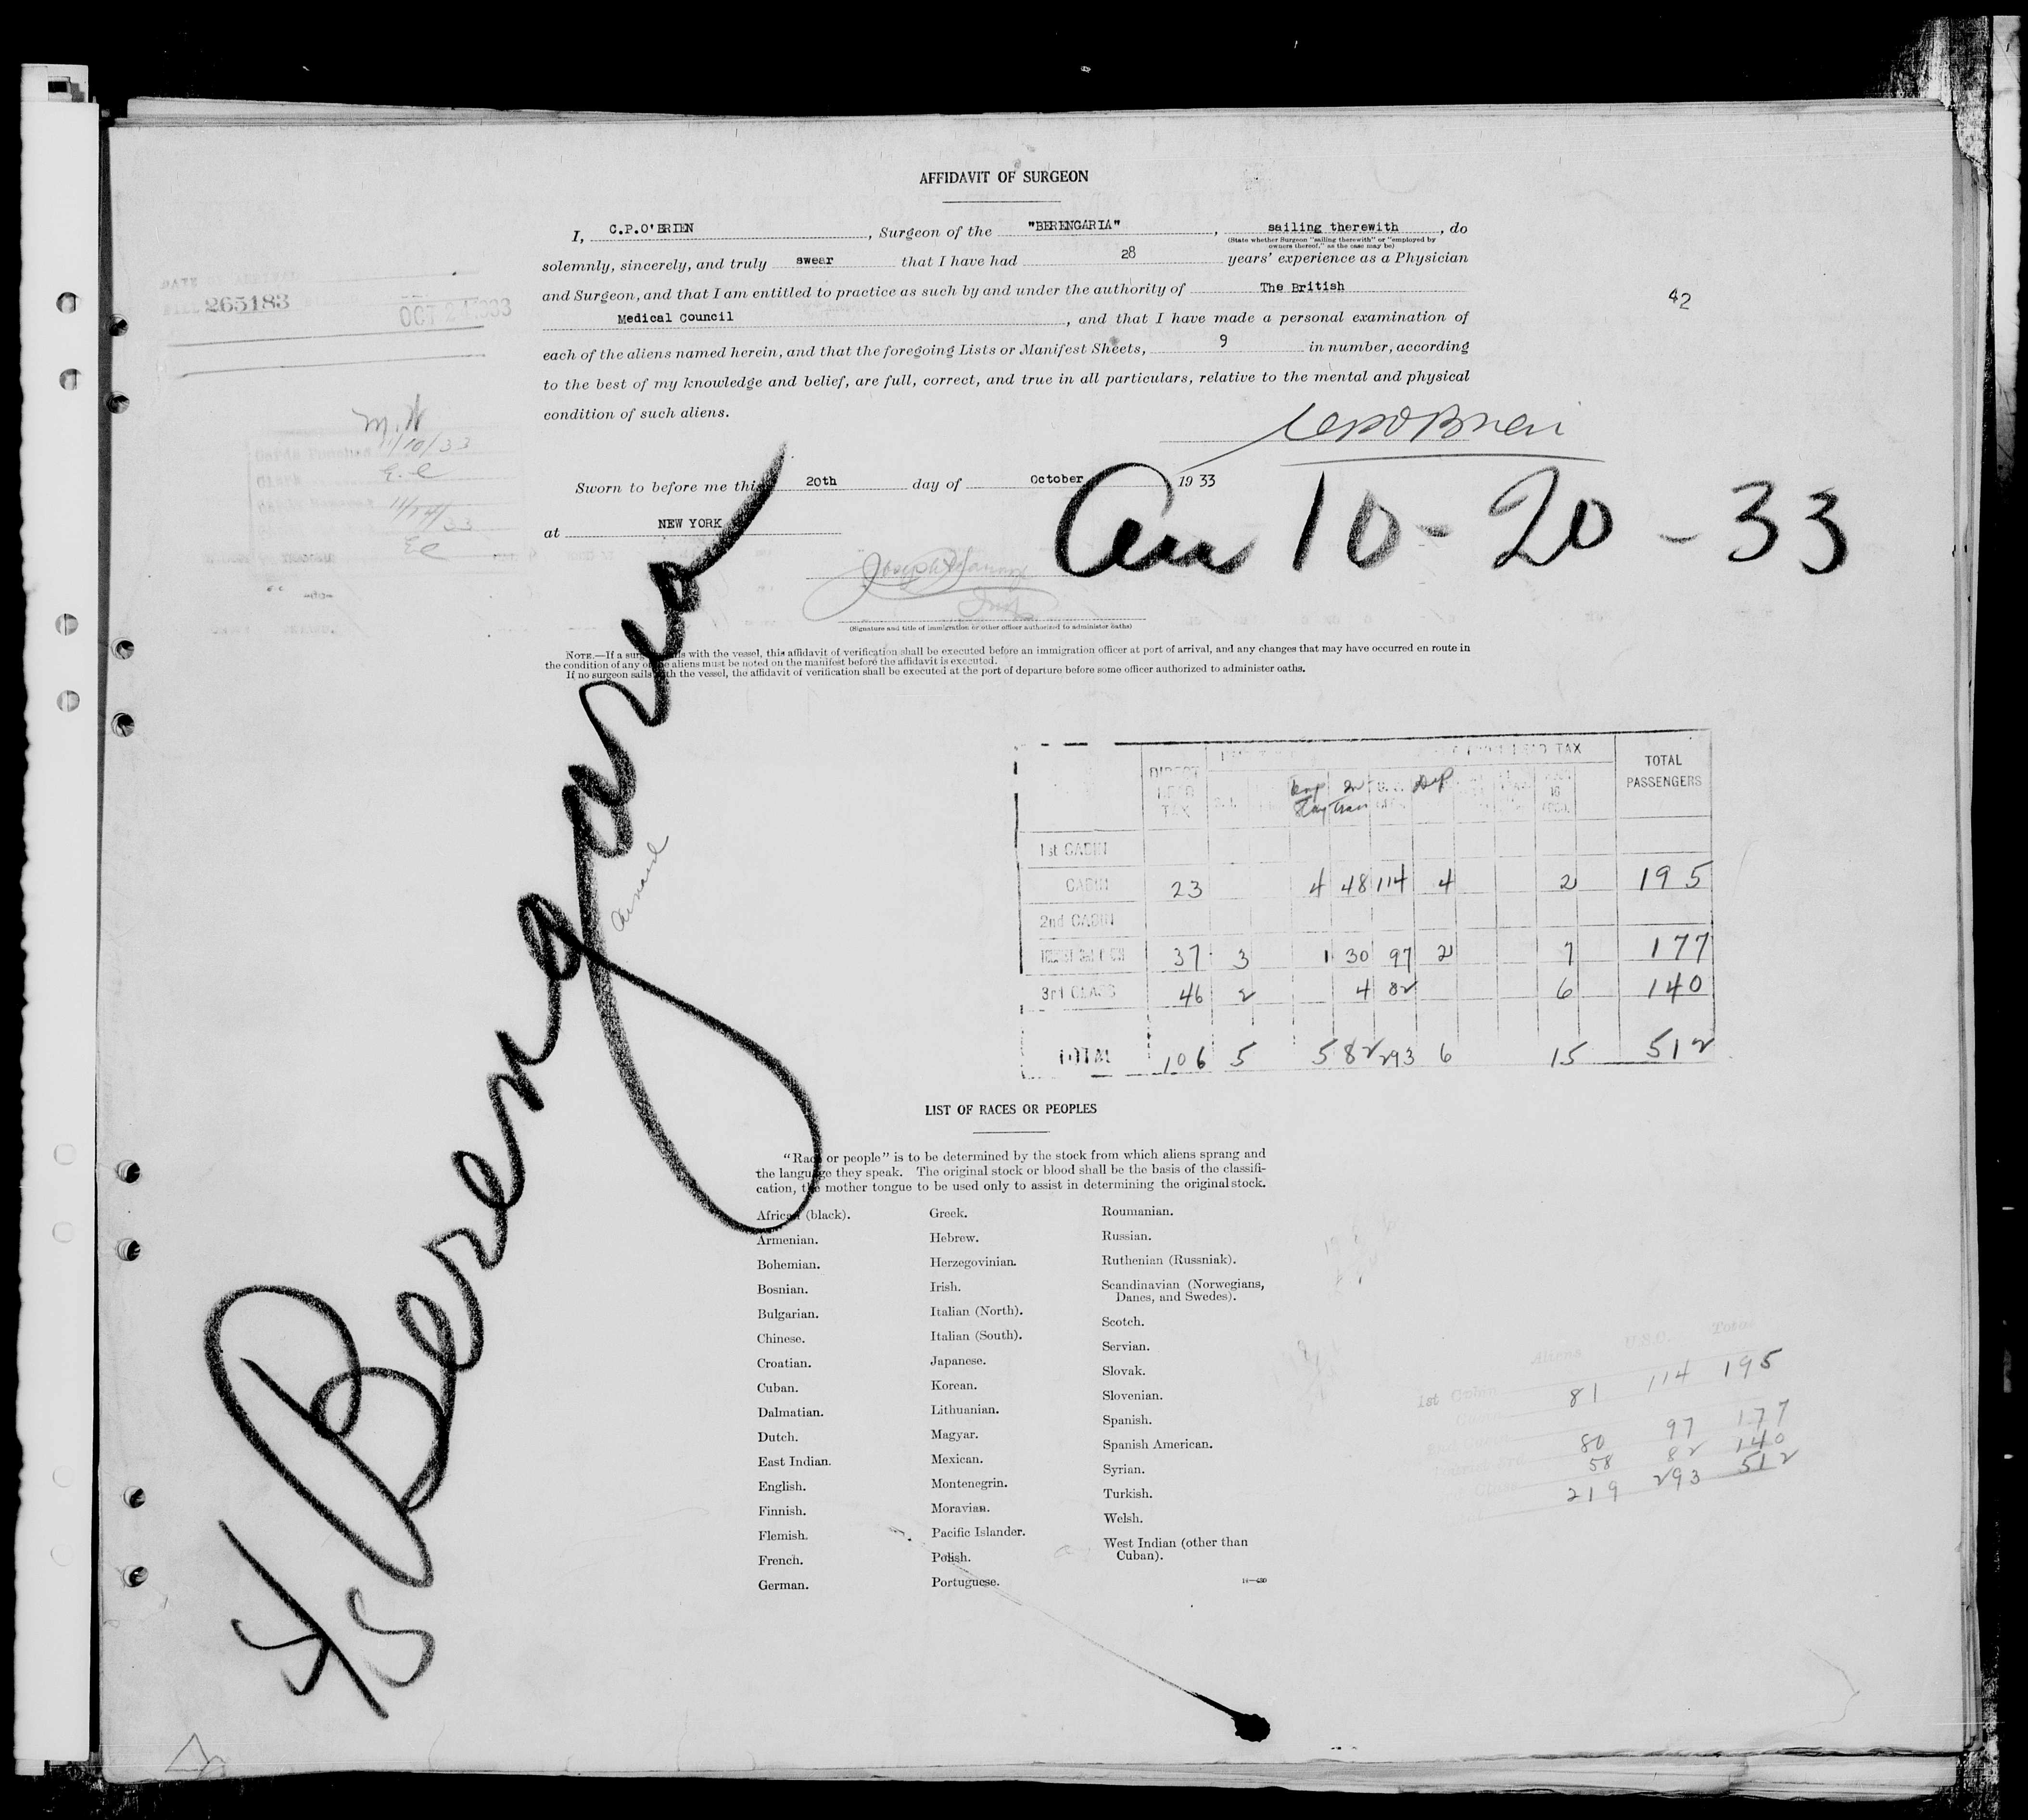 AFFIDAVIT OF SURGEON
I, C.P.O'BRIEN, Surgeon of the "BERENGARIA", sailing therewith, do
(State whether Surgeon "sailing therewith" or "employed by
owners thereof," as the case may be)
solemnly, sincerely, and truly swear that I have had 28 years' experience as a Physician
and Surgeon, and that I am entitled to practice as such by and under the authority of The British
Medical Council, and that I have made a personal examination of
each of the aliens named herein, and that the foregoing Lists or Manifest Sheets, 9 in number, according
to the best of my knowledge and belief, are full, correct, and true in all particulars, relative to the mental and physical
condition of such aliens.
265183
OCT 24 1933
42
M.H
11/10/33
E.C
11/14/33
EC
CPO'Brien
Sworn to before me this 20th day of October 1933
at NEW YORK
Arr 10-20-33
(Signature and title of immigration or other officer authorized to administer oaths)
NOTE.—If a surgeon sails with the vessel, this affidavit of verification shall be executed before an immigration officer at port of arrival, and any changes that may have occurred en route in
the condition of any of the aliens must be noted on the manifest before the affidavit is executed.
If no surgeon sails with the vessel, the affidavit of verification shall be executed at the port of departure before some officer authorized to administer oaths.
SS Berengaria
DIRECT HEAD TAX
HEAD TAX
TOTAL PASSENGERS
1st CABIN
CABIN 23 4 48 114 4 2 195
2nd CABIN
TOURIST 3rd CABIN 37 3 1 30 97 2 7 177
3rd CLASS 46 2 4 82 6 140
TOTAL 106 5 5 82 293 6 15 512
LIST OF RACES OR PEOPLES
"Race or people" is to be determined by the stock from which aliens sprang and
the language they speak. The original stock or blood shall be the basis of the classifi-
cation, the mother tongue to be used only to assist in determining the original stock.
African (black).
Armenian.
Bohemian.
Bosnian.
Bulgarian.
Chinese.
Croatian.
Cuban.
Dalmatian.
Dutch.
East Indian.
English.
Finnish.
Flemish.
French.
German.
Greek.
Hebrew.
Herzegovinian.
Irish.
Italian (North).
Italian (South).
Japanese.
Korean.
Lithuanian.
Magyar.
Mexican.
Montenegrin.
Moravian.
Pacific Islander.
Polish.
Portuguese.
Roumanian.
Russian.
Ruthenian (Russniak).
Scandinavian (Norwegians,
Danes, and Swedes).
Scotch.
Servian.
Slovak.
Slovenian.
Spanish.
Spanish American.
Syrian.
Turkish.
Welsh.
West Indian (other than
Cuban).
Aliens U.S.C. Total
1st Cabin
81 114 195
80 97 177
58 82 140
219 293 512